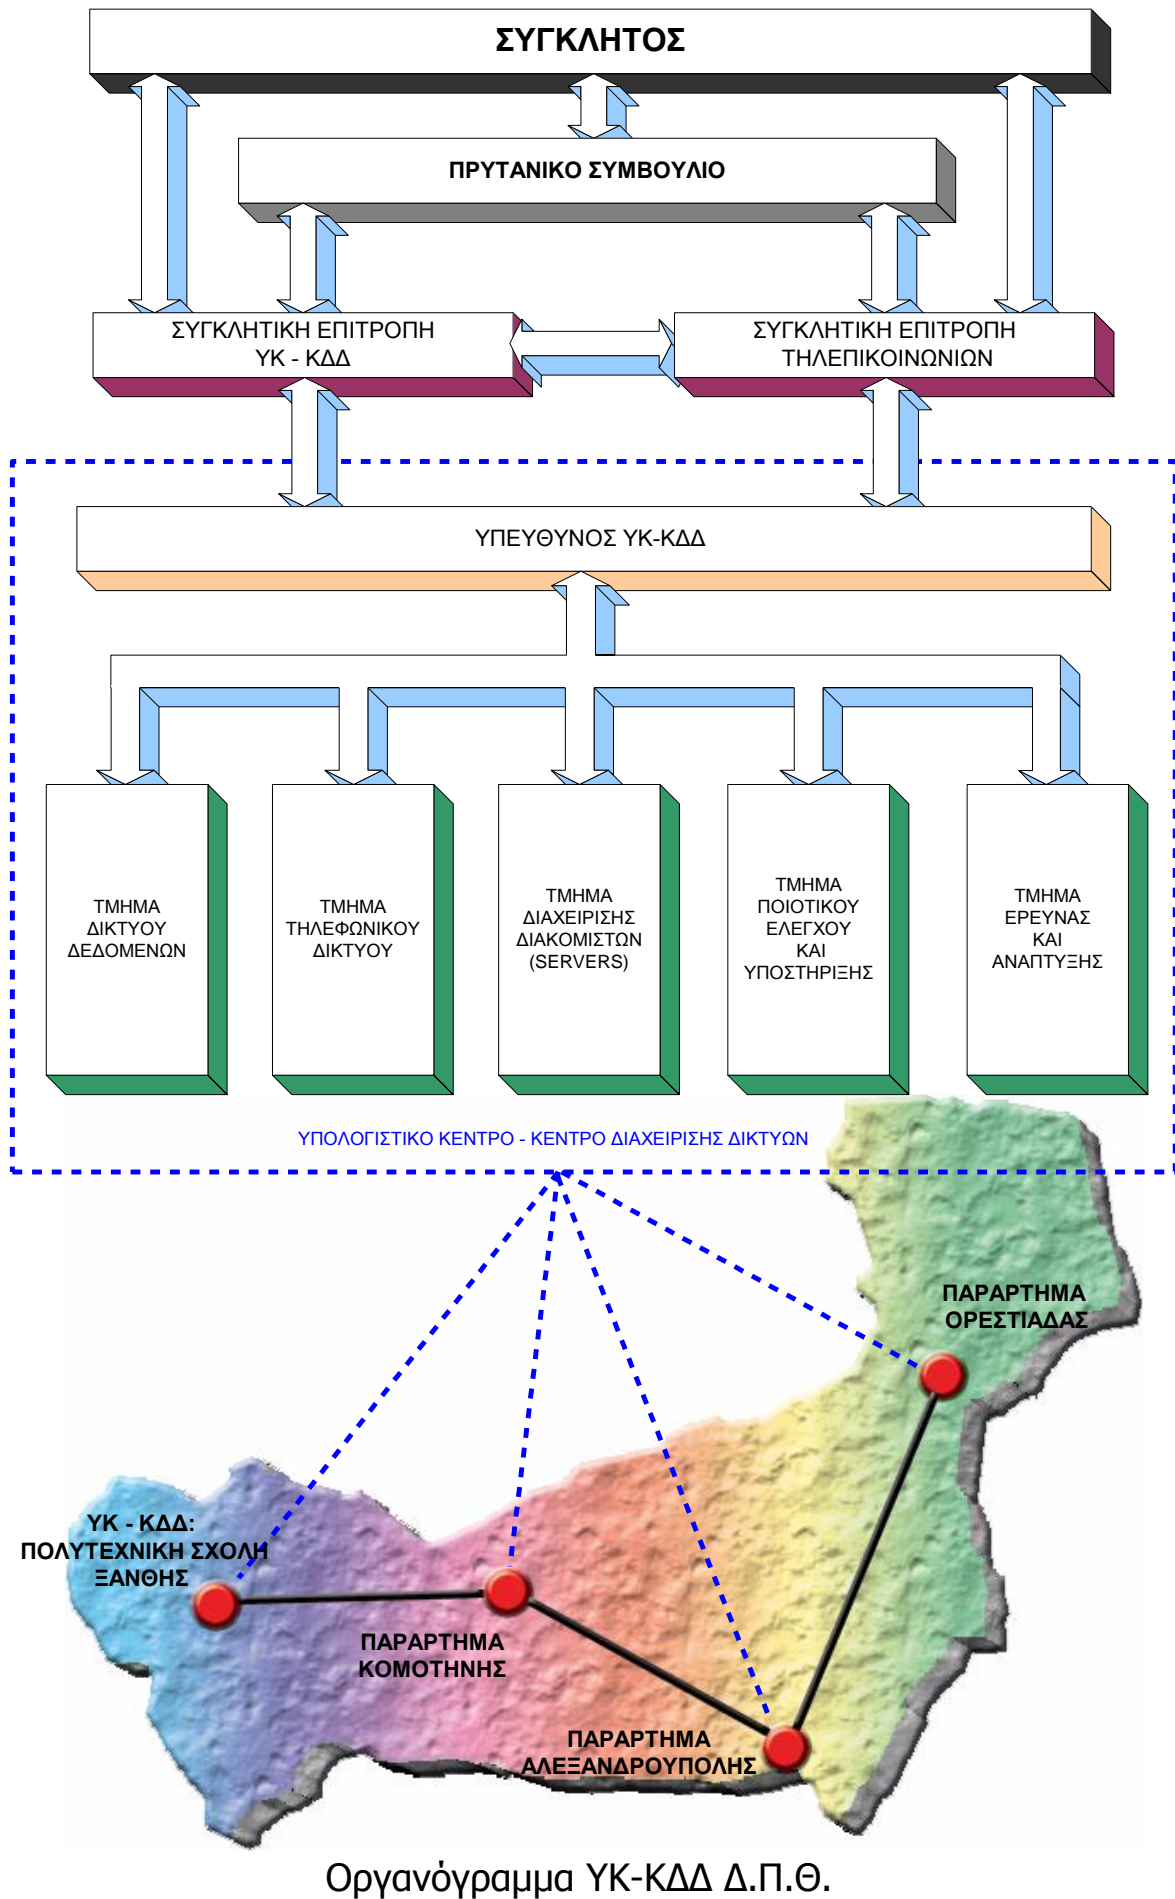 ΣΥΓΚΛΗΤΟΣ
ΠΡΥΤΑΝΙΚΟ ΣΥΜΒΟΥΛΙΟ
ΣΥΓΚΛΗΤΙΚΗ ΕΠΙΤΡΟΠΗ
ΥΚ - ΚΔΔ
ΣΥΓΚΛΗΤΙΚΗ ΕΠΙΤΡΟΠΗ
ΤΗΛΕΠΙΚΟΙΝΩΝΙΩΝ
ΥΠΕΥΘΥΝΟΣ ΥΚ-ΚΔΔ
ΤΜΗΜΑ
ΔΙΚΤΥΟΥ
ΔΕΔΟΜΕΝΩΝ
ΤΜΗΜΑ
ΤΗΛΕΦΩΝΙΚΟΥ
ΔΙΚΤΥΟΥ
ΤΜΗΜΑ
ΔΙΑΧΕΙΡΙΣΗΣ
ΔΙΑΚΟΜΙΣΤΩΝ
(SERVERS)
ΤΜΗΜΑ
ΠΟΙΟΤΙΚΟΥ
ΕΛΕΓΧΟΥ
ΚΑΙ
ΥΠΟΣΤΗΡΙΞΗΣ
ΤΜΗΜΑ
ΕΡΕΥΝΑΣ
ΚΑΙ
ΑΝΑΠΤΥΞΗΣ
ΥΠΟΛΟΓΙΣΤΙΚΟ ΚΕΝΤΡΟ - ΚΕΝΤΡΟ ΔΙΑΧΕΙΡΙΣΗΣ ΔΙΚΤΥΩΝ
ΠΑΡΑΡΤΗΜΑ
ΟΡΕΣΤΙΑΔΑΣ
ΥΚ - ΚΔΔ:
ΠΟΛΥΤΕΧΝΙΚΗ ΣΧΟΛΗ
ΞΑΝΘΗΣ
ΠΑΡΑΡΤΗΜΑ
ΚΟΜΟΤΗΝΗΣ
ΠΑΡΑΡΤΗΜΑ
ΑΛΕΞΑΝΔΡΟΥΠΟΛΗΣ
Οργανόγραμμα ΥΚ-ΚΔΔ Δ.Π.Θ.